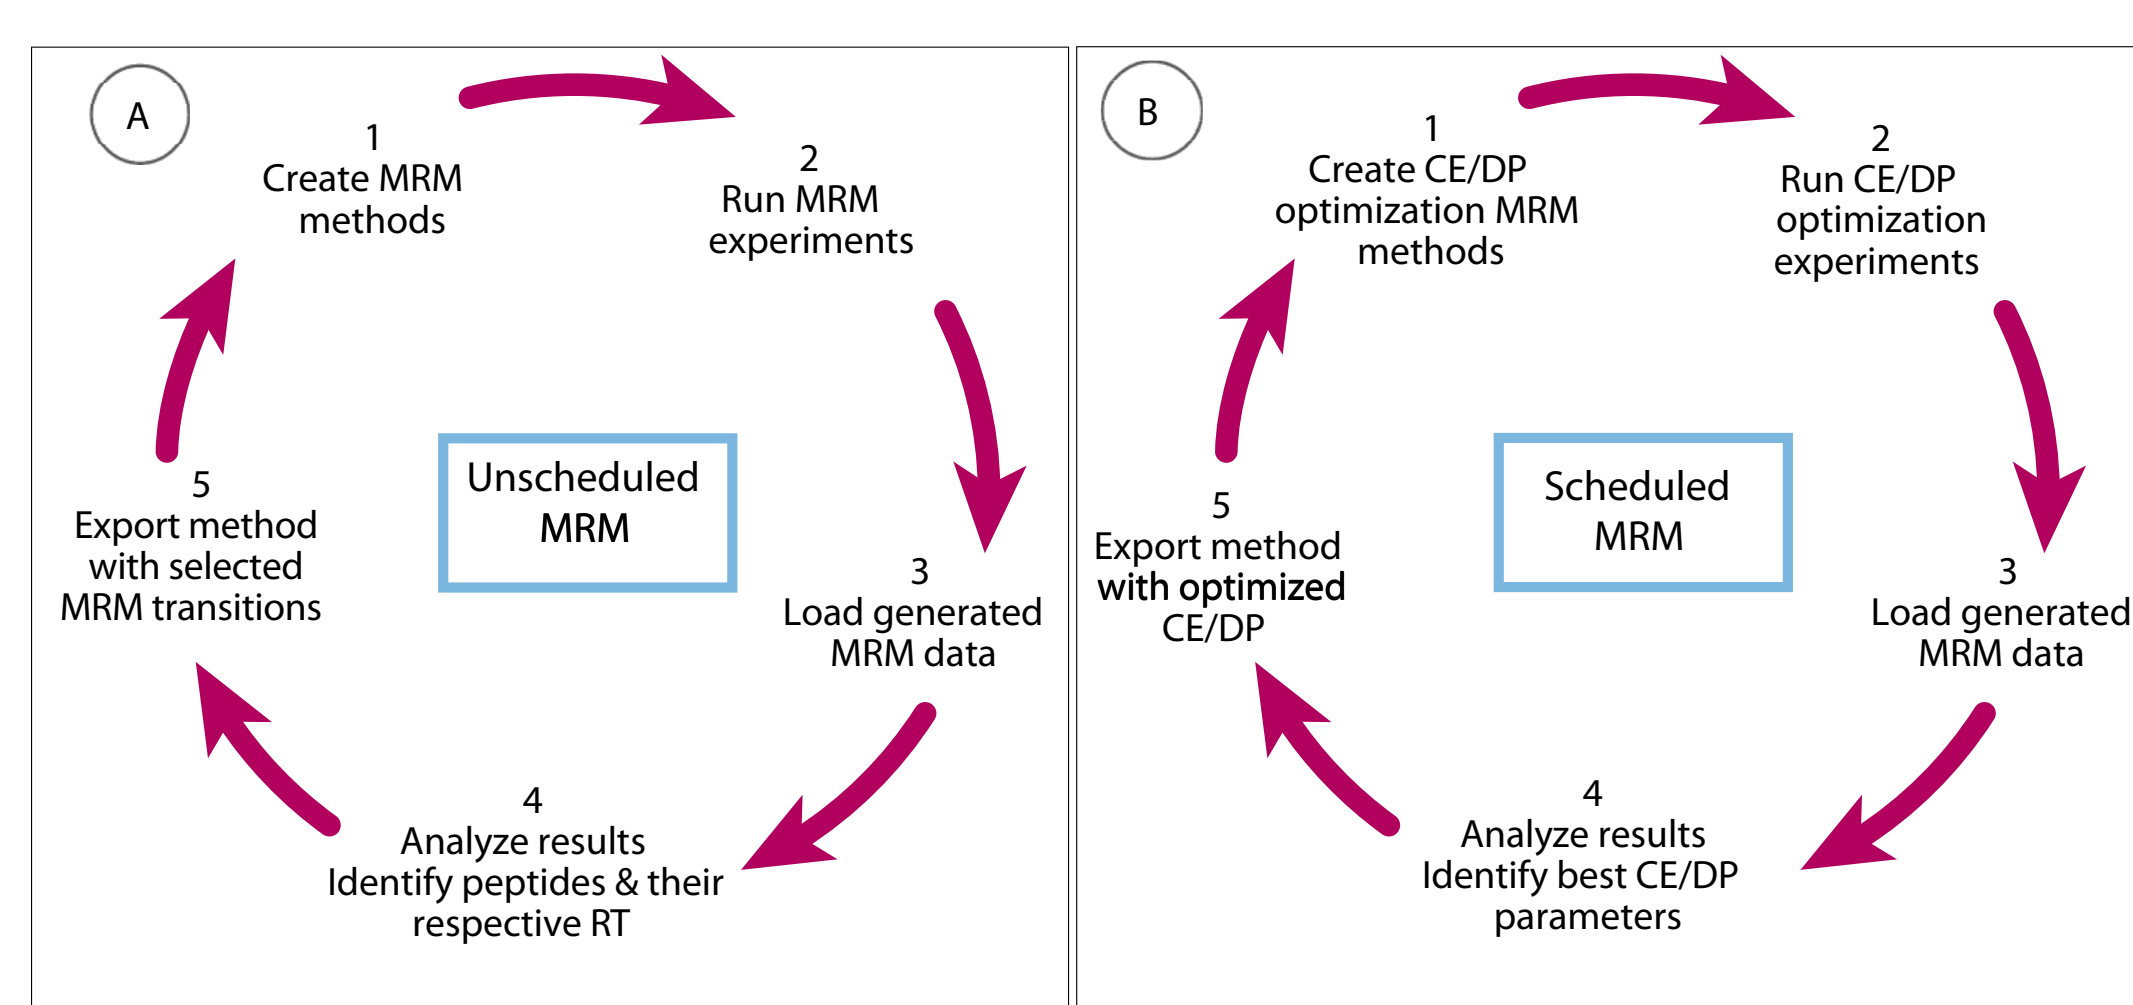 A
1
Create MRM
methods
2
Run MRM
experiments
3
Load generated
MRM data
4
Analyze results
Identify peptides & their
respective RT
5
Export method
with selected
MRM transitions
Unscheduled
MRM
B
1
Create CE/DP
optimization MRM
methods
2
Run CE/DP
optimization
experiments
3
Load generated
MRM data
4
Analyze results
Identify best CE/DP
parameters
5
Export method
with optimized
CE/DP
Scheduled
MRM